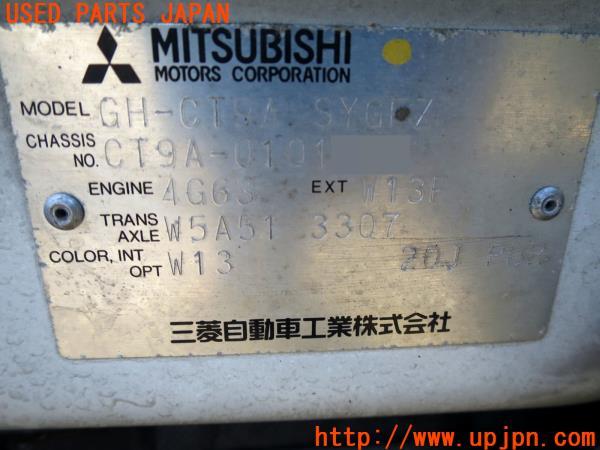 USED PARTS JAPAN
MITSUBISHI
MOTORS CORPORATION
MODEL GH-CT9A SYGFZ
CHASSIS NO. CT9A-0101
ENGINE 4G63 EXT W13F
TRANS AXLE W5A51 33Q7
COLOR, INT OPT W13 20J
三菱自動車工業株式会社
http://www.upjpn.com